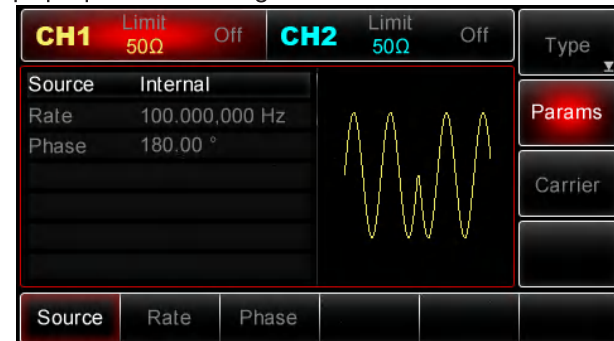 CH1 Limit 50Ω Off CH2 Limit 50Ω Off
Type
Source Internal
Rate 100.000,000 Hz
Phase 180.00 °
Params
Carrier
Source Rate Phase